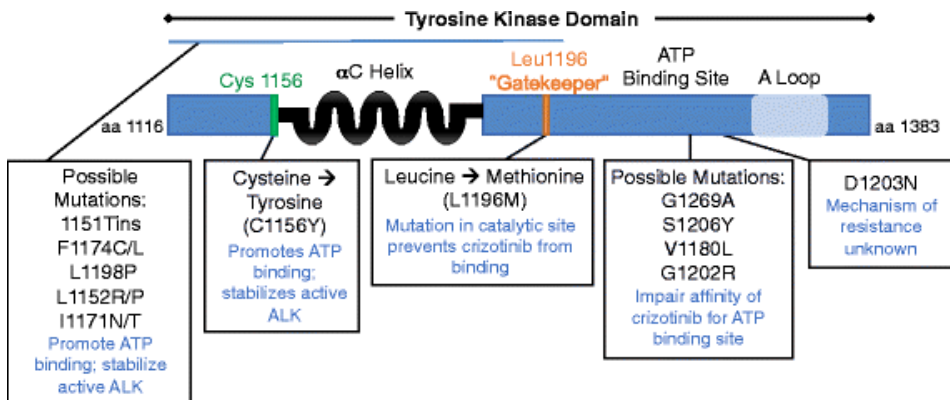 Tyrosine Kinase Domain
Cys 1156
αC Helix
Leu1196
"Gatekeeper"
ATP
Binding Site
A Loop
aa 1116
aa 1383
Possible
Mutations:
1151Tins
F1174C/L
L1198P
L1152R/P
I1171N/T
Promote ATP
binding; stabilize
active ALK
Cysteine →
Tyrosine
(C1156Y)
Promotes ATP
binding;
stabilizes active
ALK
Leucine → Methionine
(L1196M)
Mutation in catalytic site
prevents crizotinib from
binding
Possible Mutations:
G1269A
S1206Y
V1180L
G1202R
Impair affinity of
crizotinib for ATP
binding site
D1203N
Mechanism of
resistance
unknown